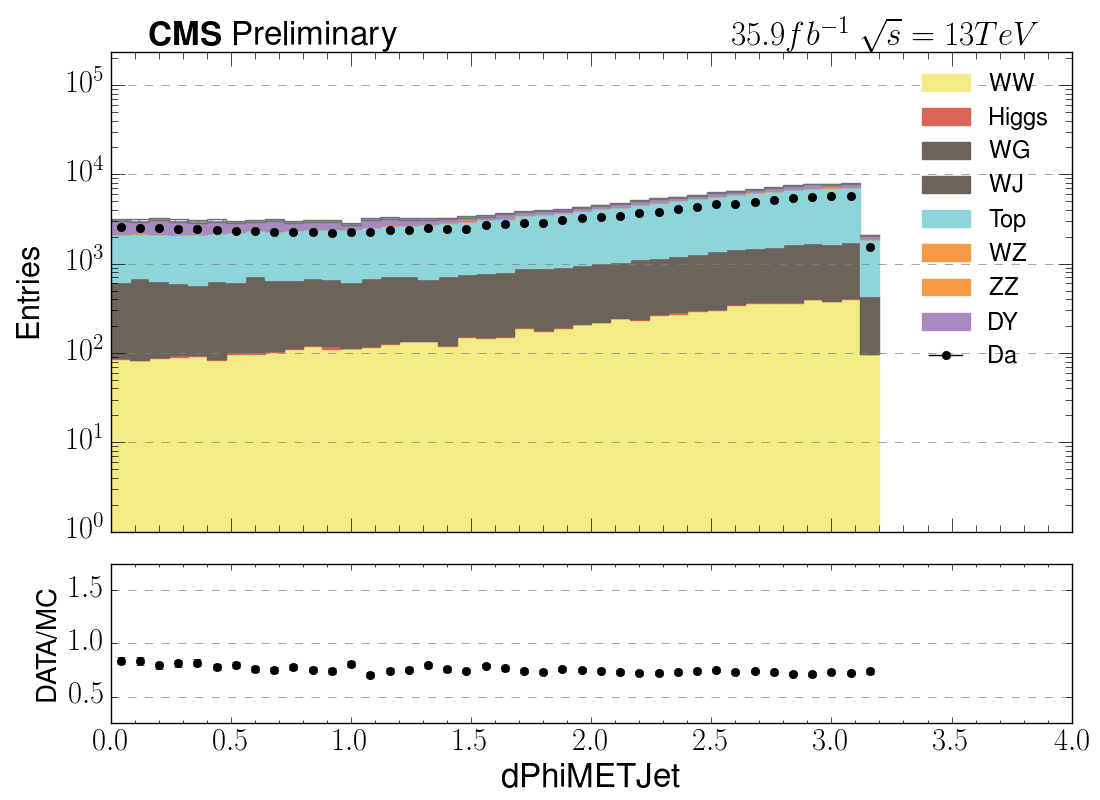 CMS Preliminary 35.9fb⁻¹ √s = 13TeV
10⁵
10⁴
10³
10²
10¹
10⁰
Entries
WW
Higgs
WG
WJ
Top
WZ
ZZ
DY
Da
1.5
1.0
0.5
DATA/MC
0.0 0.5 1.0 1.5 2.0 2.5 3.0 3.5 4.0
dPhiMETJet